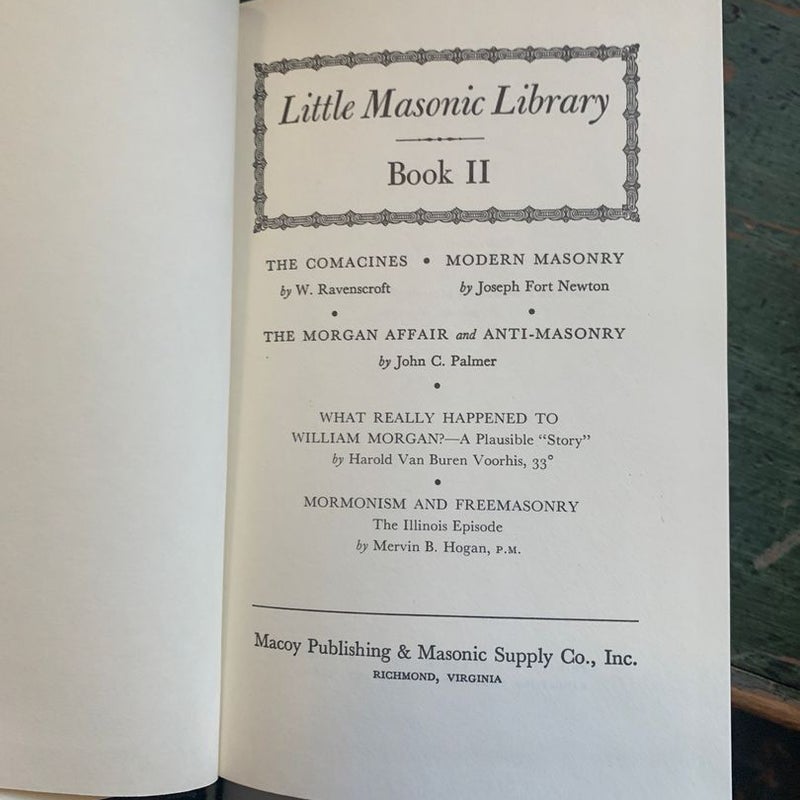 Little Masonic Library
Book II
THE COMACINES • MODERN MASONRY
by W. Ravenscroft by Joseph Fort Newton
• •
THE MORGAN AFFAIR and ANTI-MASONRY
by John C. Palmer
•
WHAT REALLY HAPPENED TO
WILLIAM MORGAN?—A Plausible “Story”
by Harold Van Buren Voorhis, 33°
•
MORMONISM AND FREEMASONRY
The Illinois Episode
by Mervin B. Hogan, P.M.
Macoy Publishing & Masonic Supply Co., Inc.
RICHMOND, VIRGINIA